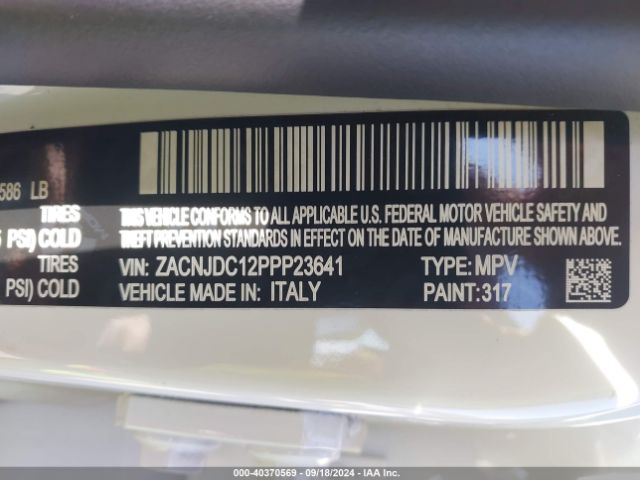 586 LB
TIRES
THIS VEHICLE CONFORMS TO ALL APPLICABLE U.S. FEDERAL MOTOR VEHICLE SAFETY AND
PSI) COLD
THEFT PREVENTION STANDARDS IN EFFECT ON THE DATE OF MANUFACTURE SHOWN ABOVE.
TIRES
VIN: ZACNJDC12PPP23641 TYPE: MPV
PSI) COLD
VEHICLE MADE IN: ITALY PAINT: 317
000-40370569 - 09/18/2024 - IAA Inc.